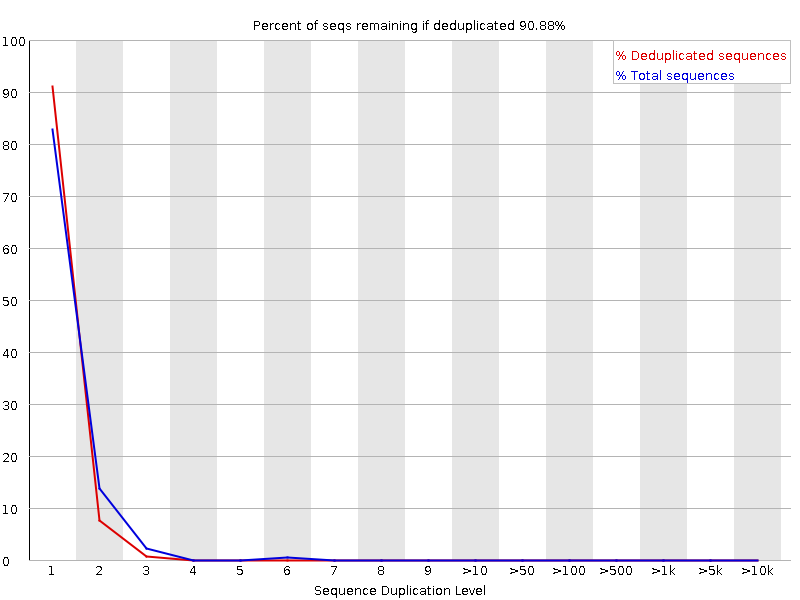 Percent of seqs remaining if deduplicated 90.88%
% Deduplicated sequences
% Total sequences
100
90
80
70
60
50
40
30
20
10
0
1 2 3 4 5 6 7 8 9 >10 >50 >100 >500 >1k >5k >10k
Sequence Duplication Level